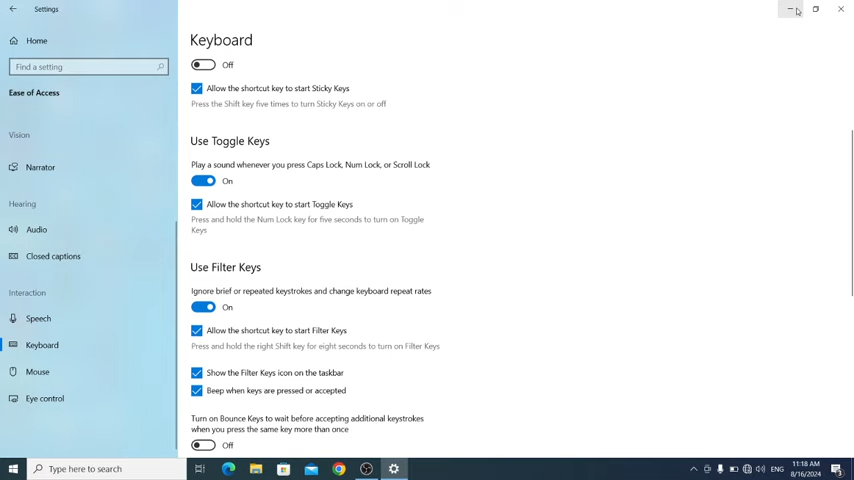 Settings
Home
Find a setting
Ease of Access
Vision
Narrator
Hearing
Audio
Closed captions
Interaction
Speech
Keyboard
Mouse
Eye control
Keyboard
Off
Allow the shortcut key to start Sticky Keys
Press the Shift key five times to turn Sticky Keys on or off
Use Toggle Keys
Play a sound whenever you press Caps Lock, Num Lock, or Scroll Lock
On
Allow the shortcut key to start Toggle Keys
Press and hold the Num Lock key for five seconds to turn on Toggle
Keys
Use Filter Keys
Ignore brief or repeated keystrokes and change keyboard repeat rates
On
Allow the shortcut key to start Filter Keys
Press and hold the right Shift key for eight seconds to turn on Filter Keys
Show the Filter Keys icon on the taskbar
Beep when keys are pressed or accepted
Turn on Bounce Keys to wait before accepting additional keystrokes
when you press the same key more than once
Off
Type here to search
ENG
11:18 AM
8/16/2024
3